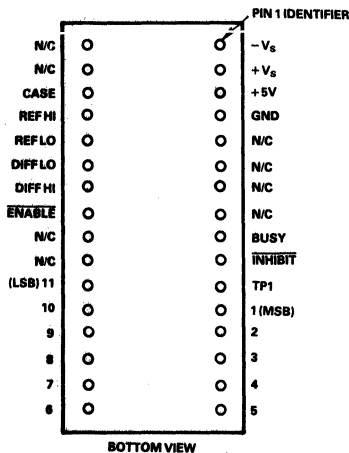 PIN 1 IDENTIFIER
N/C −VS
N/C +VS
CASE +5V
REF HI GND
REF LO N/C
DIFF LO N/C
DIFF HI N/C
ENABLE N/C
N/C BUSY
N/C INHIBIT
(LSB) 11 TP1
10 1 (MSB)
9 2
8 3
7 4
6 5
BOTTOM VIEW